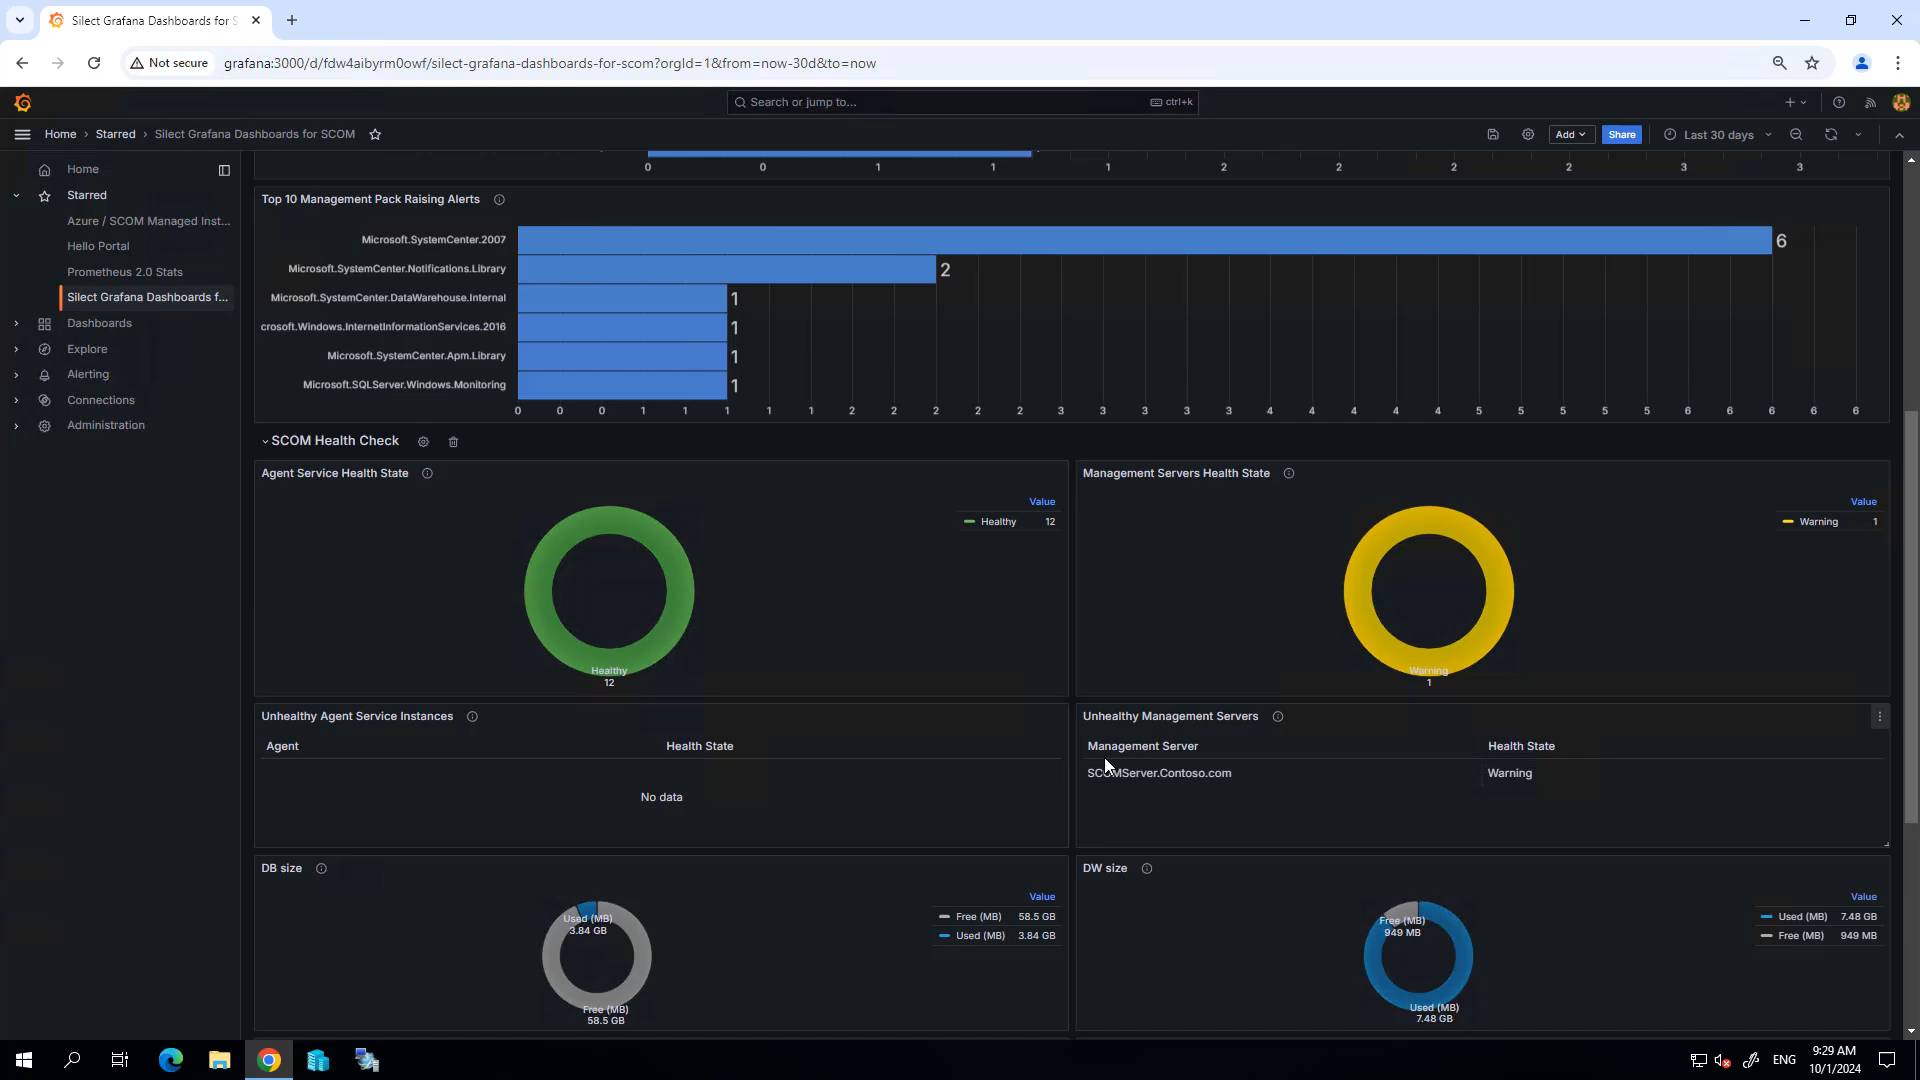 Silect Grafana Dashboards for S
Not secure
grafana:3000/d/fdw4aibyrm0owf/silect-grafana-dashboards-for-scom?orgId=1&from=now-30d&to=now
Search or jump to...
ctrl+k
Home › Starred › Silect Grafana Dashboards for SCOM
Add
Share
Last 30 days
Home
Starred
Azure / SCOM Managed Inst...
Hello Portal
Prometheus 2.0 Stats
Silect Grafana Dashboards f...
Dashboards
Explore
Alerting
Connections
Administration
0 0 1 1 1 1 2 2 2 3 3
Top 10 Management Pack Raising Alerts
Microsoft.SystemCenter.2007 6
Microsoft.SystemCenter.Notifications.Library 2
Microsoft.SystemCenter.DataWarehouse.Internal 1
crosoft.Windows.InternetInformationServices.2016 1
Microsoft.SystemCenter.Apm.Library 1
Microsoft.SQLServer.Windows.Monitoring 1
0 0 0 1 1 1 1 1 2 2 2 2 2 3 3 3 3 3 4 4 4 4 4 5 5 5 5 5 6 6 6 6 6
SCOM Health Check
Agent Service Health State
Value
Healthy 12
Healthy
12
Management Servers Health State
Value
Warning 1
Warning
1
Unhealthy Agent Service Instances
Agent Health State
No data
Unhealthy Management Servers
Management Server Health State
SCOMServer.Contoso.com Warning
DB size
Value
Free (MB) 58.5 GB
Used (MB) 3.84 GB
Used (MB)
3.84 GB
Free (MB)
58.5 GB
DW size
Value
Used (MB) 7.48 GB
Free (MB) 949 MB
Free (MB)
949 MB
Used (MB)
7.48 GB
ENG
9:29 AM
10/1/2024